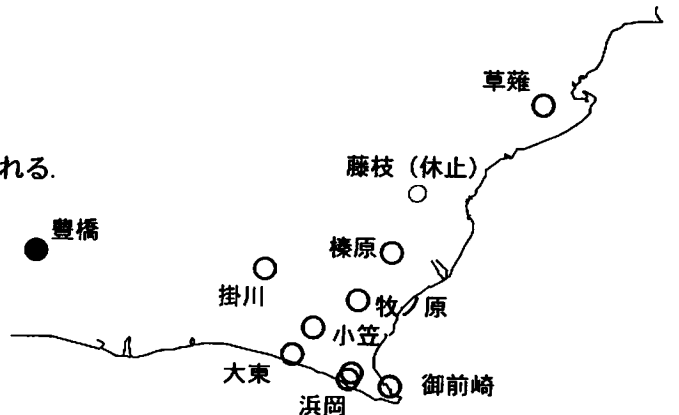 草薙
れる.
藤枝（休止）
豊橋
榛原
掛川
牧ノ原
小笠
大東
御前崎
浜岡